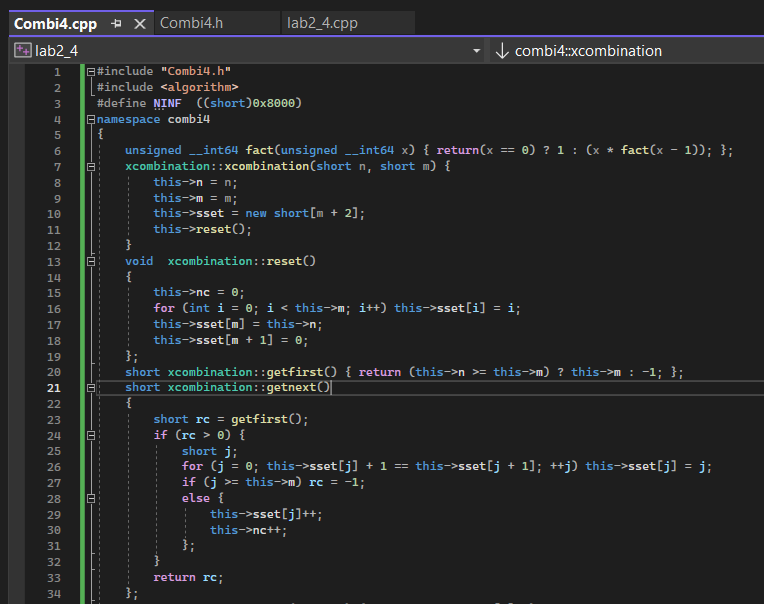 Combi4.cpp Combi4.h lab2_4.cpp
lab2_4 combi4::xcombination
1 #include "Combi4.h"
2 #include <algorithm>
3 #define NINF  ((short)0x8000)
4 namespace combi4
5 {
6     unsigned __int64 fact(unsigned __int64 x) { return(x == 0) ? 1 : (x * fact(x - 1)); };
7     xcombination::xcombination(short n, short m) {
8         this->n = n;
9         this->m = m;
10         this->sset = new short[m + 2];
11         this->reset();
12     }
13     void  xcombination::reset()
14     {
15         this->nc = 0;
16         for (int i = 0; i < this->m; i++) this->sset[i] = i;
17         this->sset[m] = this->n;
18         this->sset[m + 1] = 0;
19     };
20     short xcombination::getfirst() { return (this->n >= this->m) ? this->m : -1; };
21     short xcombination::getnext()
22     {
23         short rc = getfirst();
24         if (rc > 0) {
25             short j;
26             for (j = 0; this->sset[j] + 1 == this->sset[j + 1]; ++j) this->sset[j] = j;
27             if (j >= this->m) rc = -1;
28             else {
29                 this->sset[j]++;
30                 this->nc++;
31             };
32         }
33         return rc;
34     };